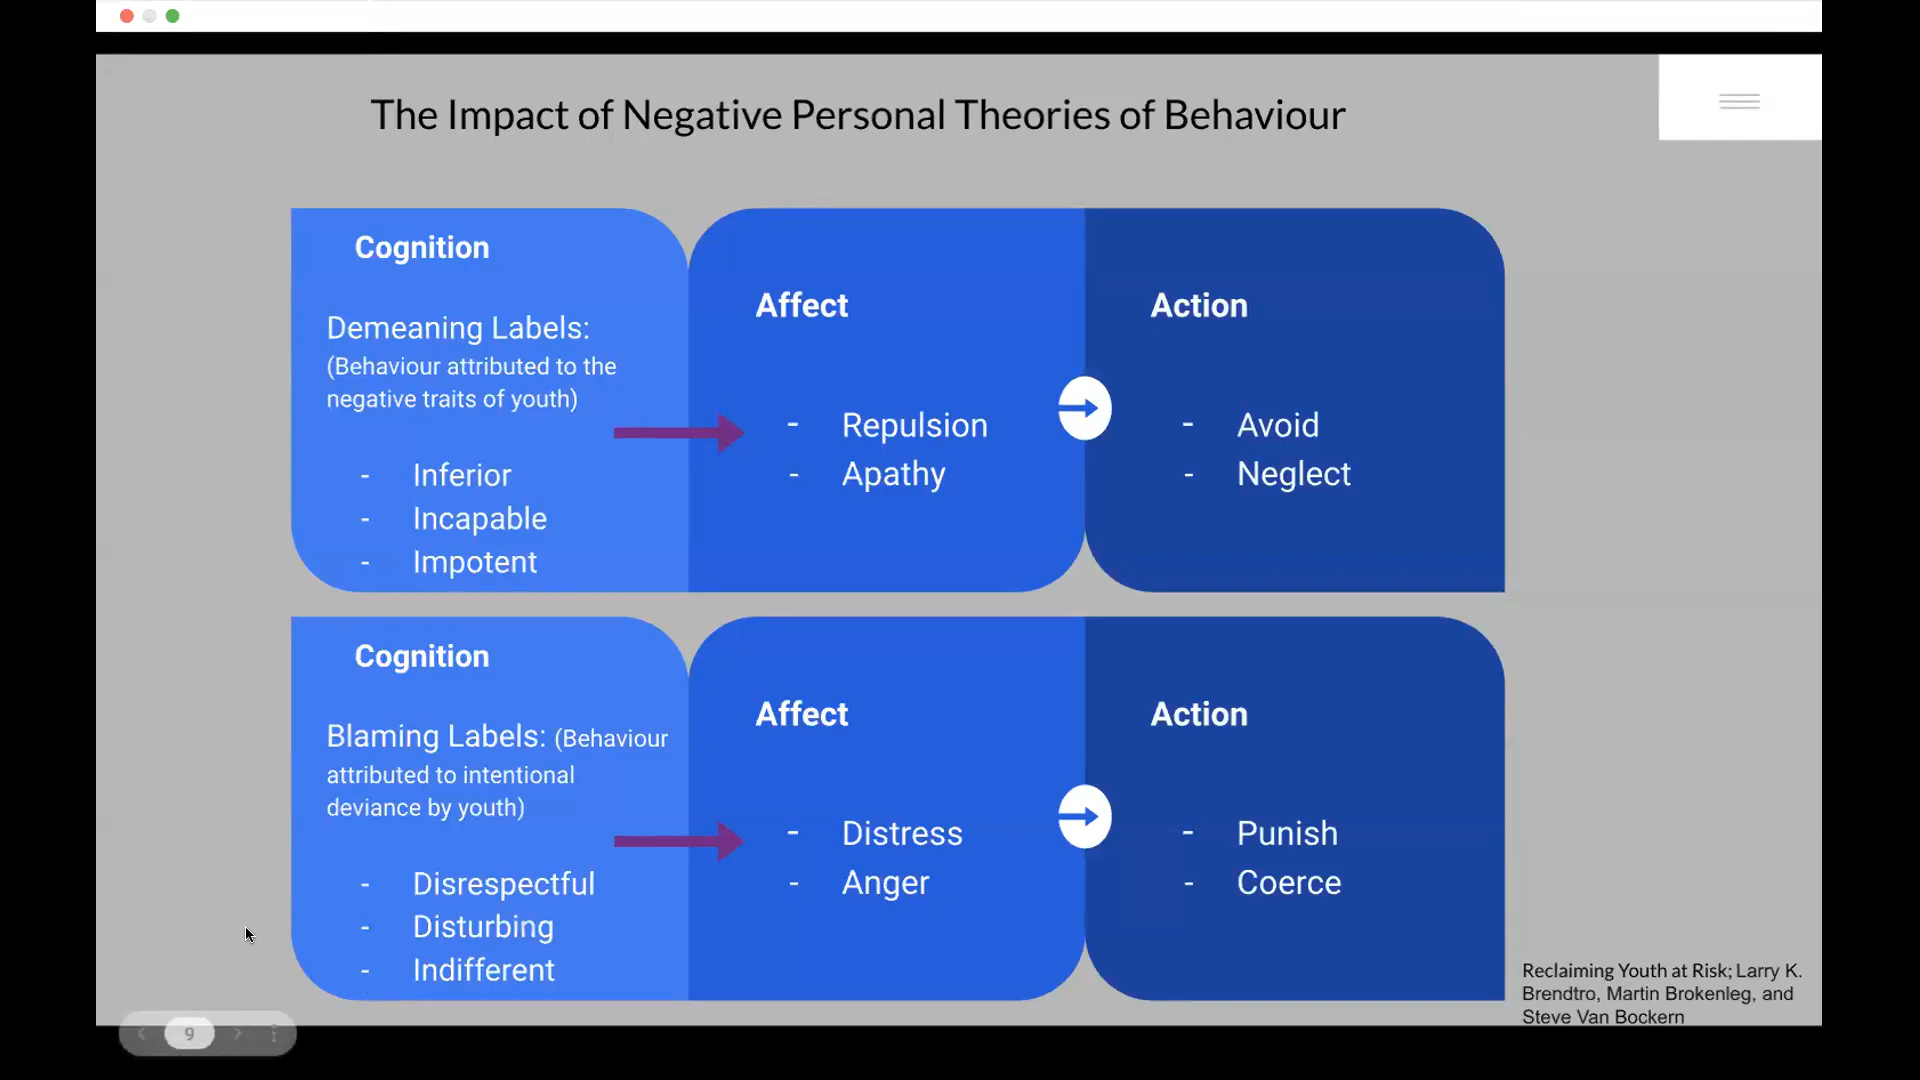 The Impact of Negative Personal Theories of Behaviour
Cognition
Demeaning Labels:
(Behaviour attributed to the
negative traits of youth)
- Inferior
- Incapable
- Impotent
Affect
- Repulsion
- Apathy
Action
- Avoid
- Neglect
Cognition
Blaming Labels: (Behaviour
attributed to intentional
deviance by youth)
- Disrespectful
- Disturbing
- Indifferent
Affect
- Distress
- Anger
Action
- Punish
- Coerce
Reclaiming Youth at Risk; Larry K.
Brendtro, Martin Brokenleg, and
Steve Van Bockern
9